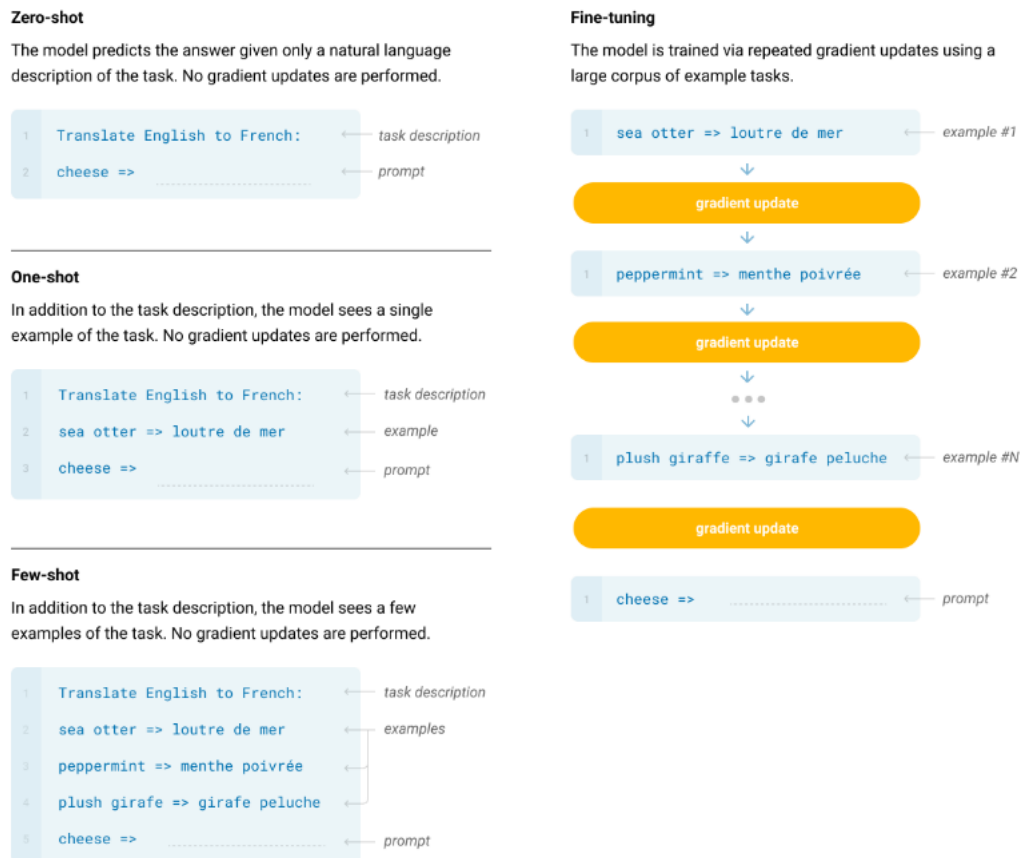 Zero-shot
The model predicts the answer given only a natural language
description of the task. No gradient updates are performed.
1 Translate English to French: task description
2 cheese => prompt
One-shot
In addition to the task description, the model sees a single
example of the task. No gradient updates are performed.
1 Translate English to French: task description
2 sea otter => loutre de mer example
3 cheese => prompt
Few-shot
In addition to the task description, the model sees a few
examples of the task. No gradient updates are performed.
1 Translate English to French: task description
2 sea otter => loutre de mer examples
3 peppermint => menthe poivrée
4 plush girafe => girafe peluche
5 cheese => prompt
Fine-tuning
The model is trained via repeated gradient updates using a
large corpus of example tasks.
1 sea otter => loutre de mer example #1
gradient update
1 peppermint => menthe poivrée example #2
gradient update
1 plush giraffe => girafe peluche example #N
gradient update
1 cheese => prompt